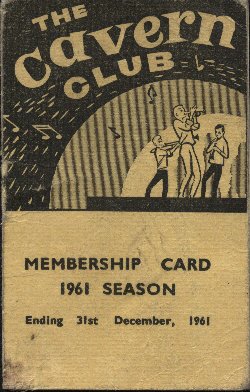 THE
Cavern
CLUB
MEMBERSHIP CARD
1961 SEASON
Ending 31st December, 1961